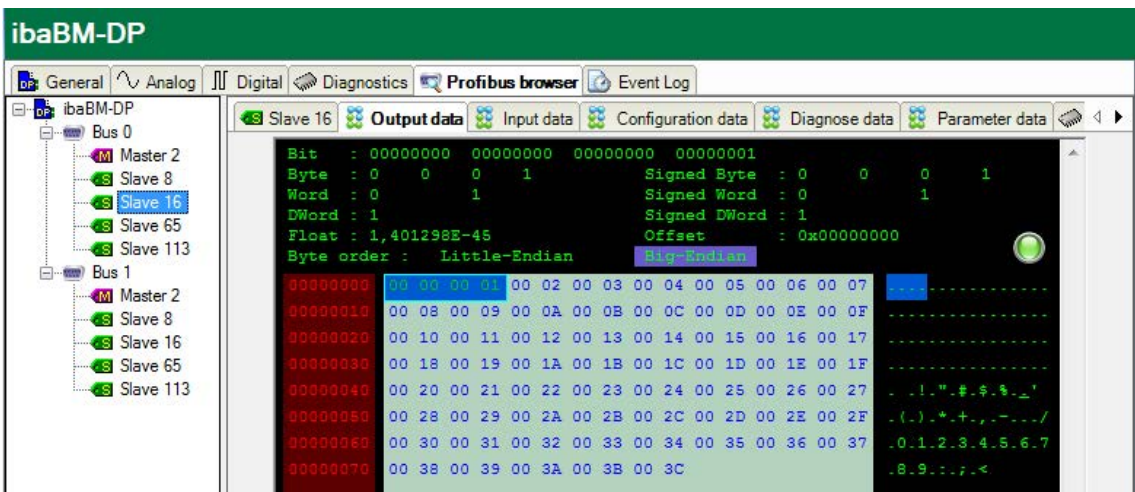 ibaBM-DP
General Analog Digital Diagnostics Profibus browser Event Log
ibaBM-DP
Bus 0
Master 2
Slave 8
Slave 16
Slave 65
Slave 113
Bus 1
Master 2
Slave 8
Slave 16
Slave 65
Slave 113
Slave 16 Output data Input data Configuration data Diagnose data Parameter data
Bit : 00000000 00000000 00000000 00000001
Byte : 0 0 0 1 Signed Byte : 0 0 0 1
Word : 0 1 Signed Word : 0 1
DWord : 1 Signed DWord : 1
Float : 1,401298E-45 Offset : 0x00000000
Byte order : Little-Endian Big-Endian
00000000 00 00 00 01 00 02 00 03 00 04 00 05 00 06 00 07 ................
00000010 00 08 00 09 00 0A 00 0B 00 0C 00 0D 00 0E 00 0F ................
00000020 00 10 00 11 00 12 00 13 00 14 00 15 00 16 00 17 ................
00000030 00 18 00 19 00 1A 00 1B 00 1C 00 1D 00 1E 00 1F ................
00000040 00 20 00 21 00 22 00 23 00 24 00 25 00 26 00 27 . .!.".#.$.%._.'
00000050 00 28 00 29 00 2A 00 2B 00 2C 00 2D 00 2E 00 2F .(.).*.+.,.-.../
00000060 00 30 00 31 00 32 00 33 00 34 00 35 00 36 00 37 .0.1.2.3.4.5.6.7
00000070 00 38 00 39 00 3A 00 3B 00 3C .8.9.:.;.<